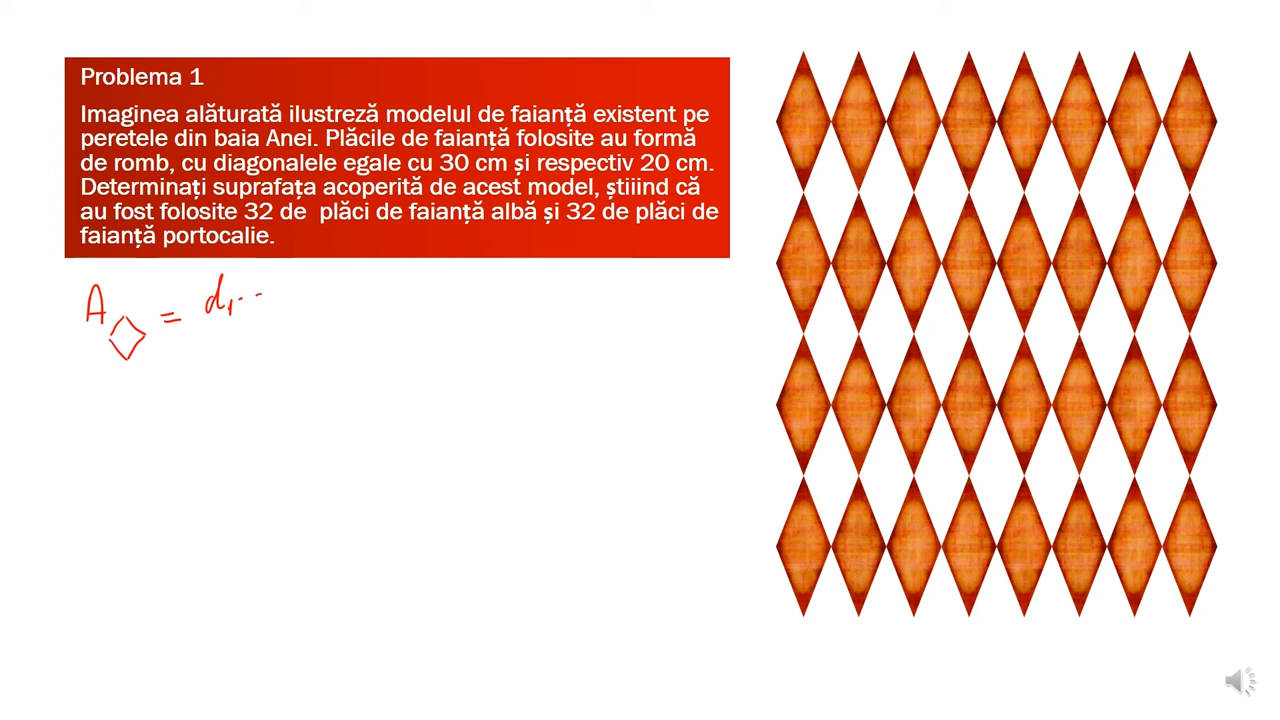 Problema 1
Imaginea alăturată ilustreză modelul de faianță existent pe
peretele din baia Anei. Plăcile de faianță folosite au formă
de romb, cu diagonalele egale cu 30 cm și respectiv 20 cm.
Determinați suprafața acoperită de acest model, știiind că
au fost folosite 32 de plăci de faianță albă și 32 de plăci de
faianță portocalie.
A◇ = d₁..